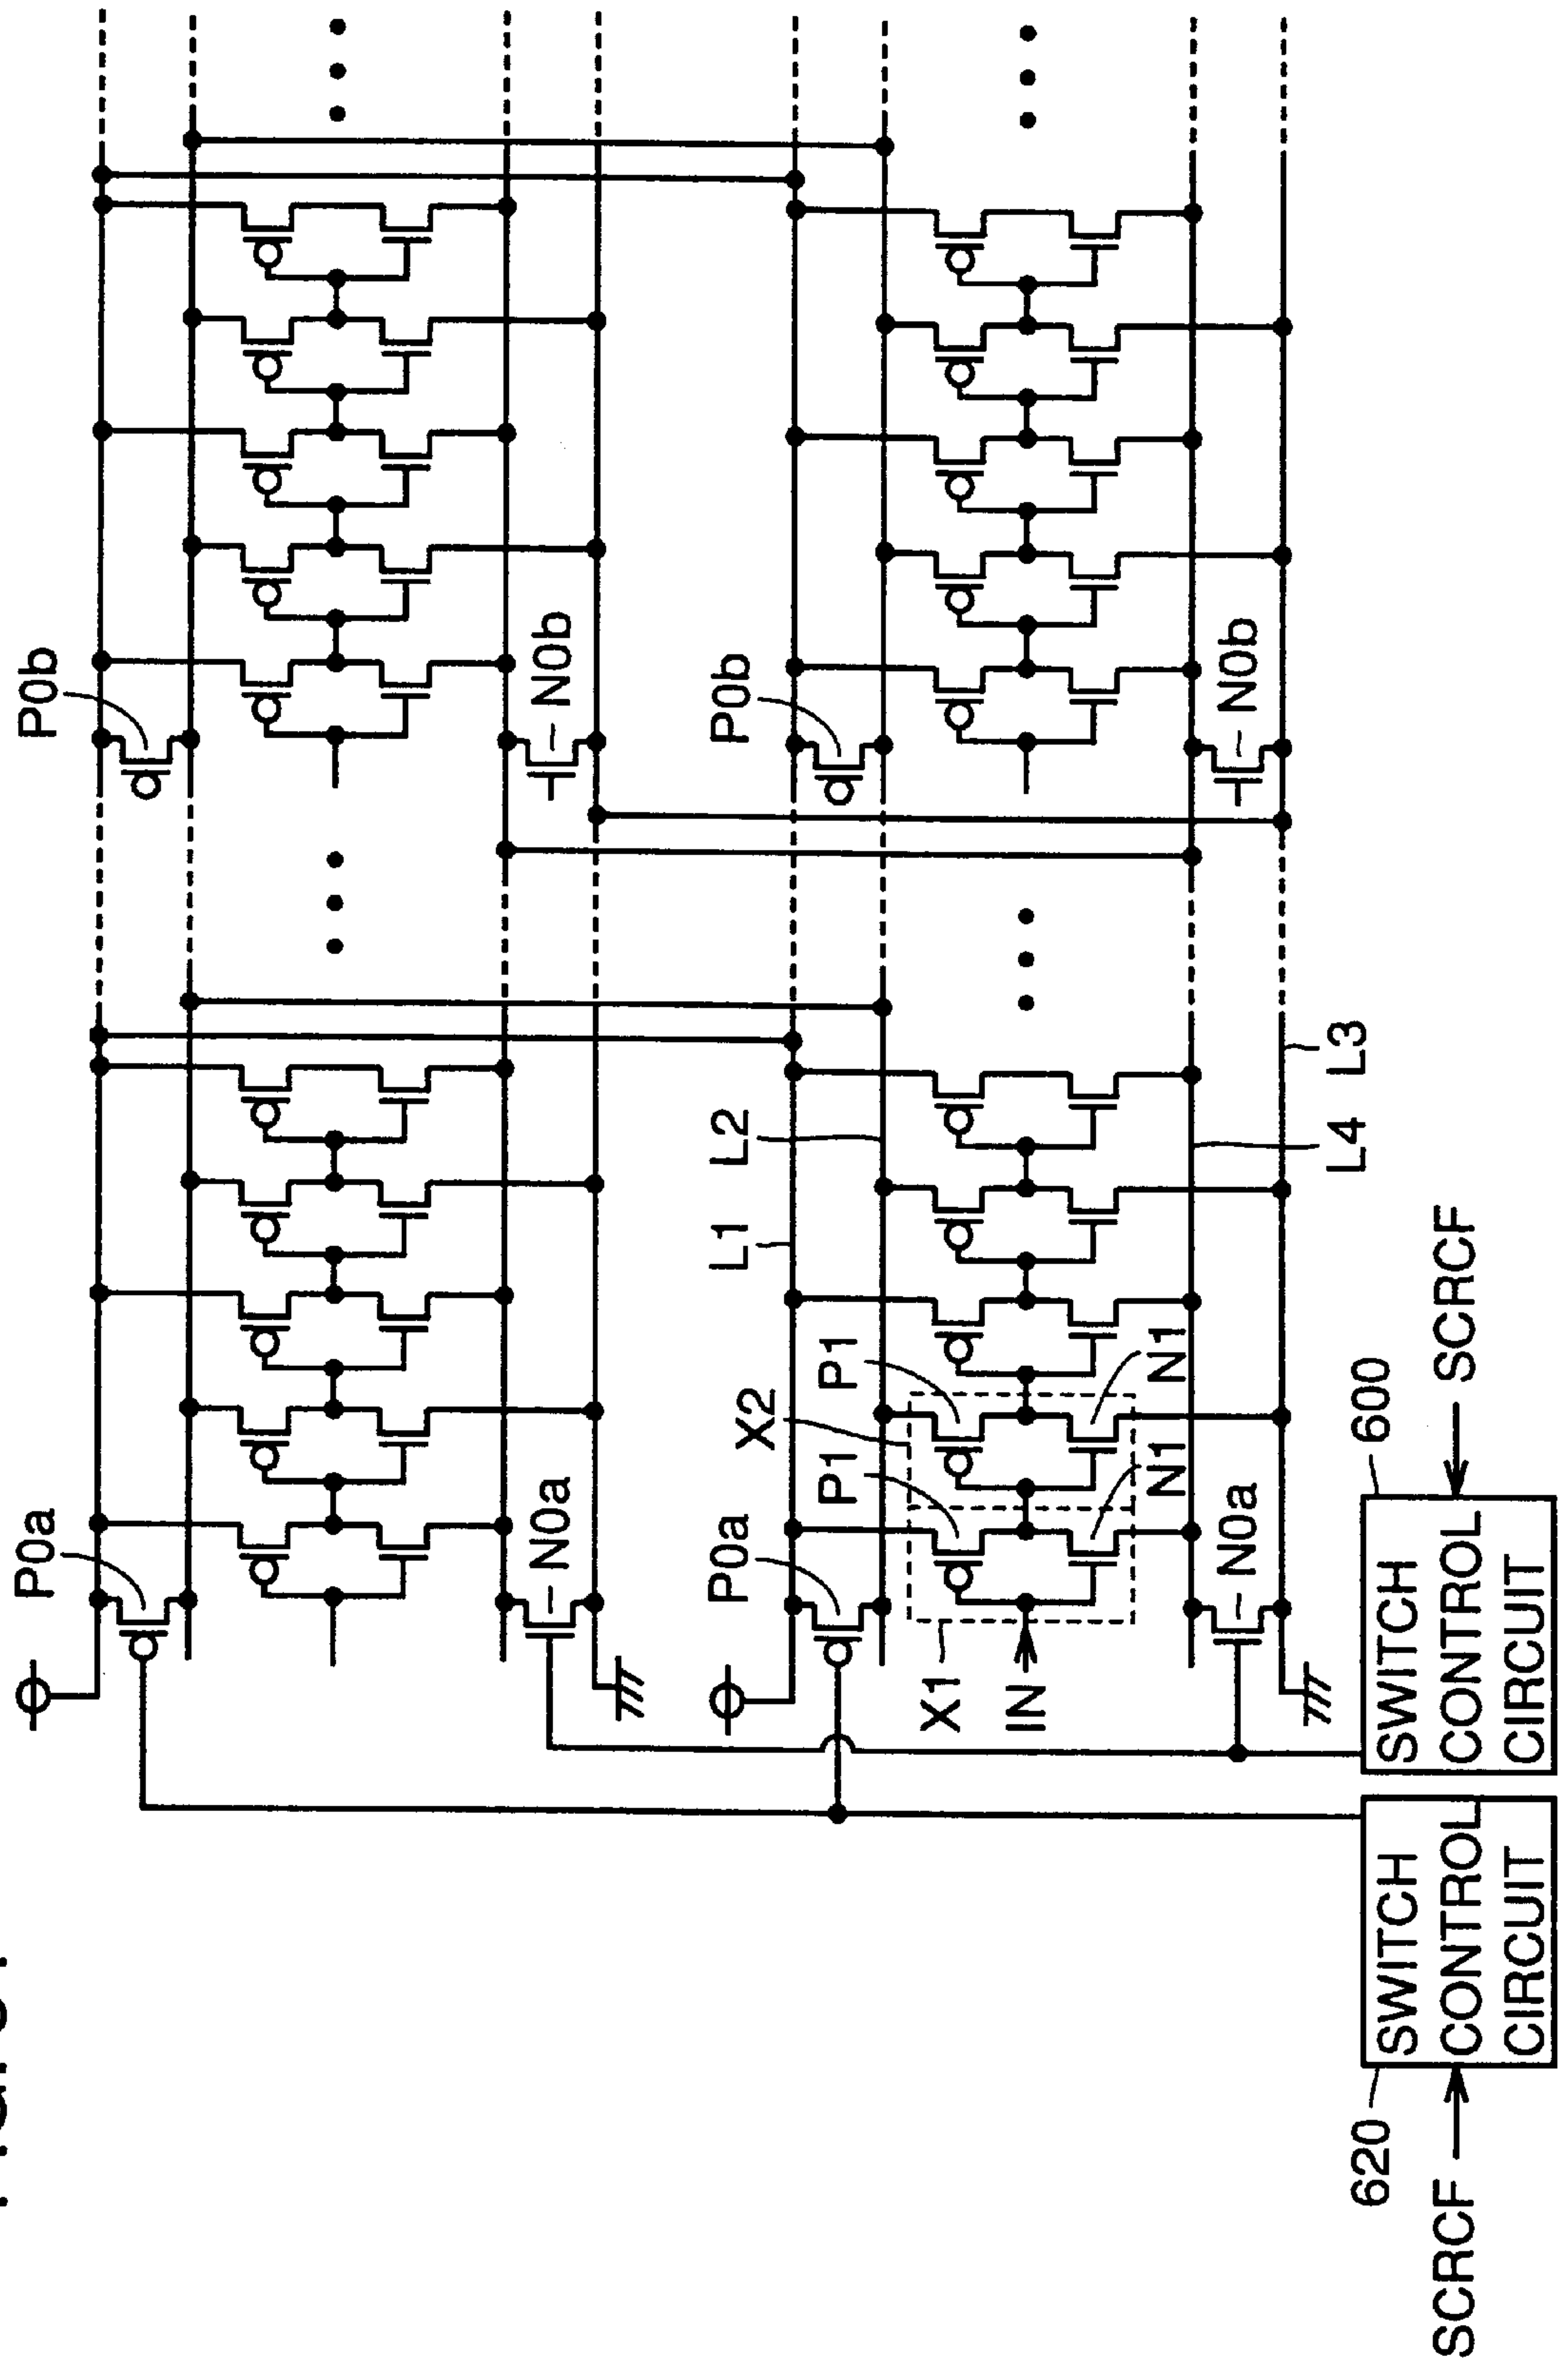 P0a
P0b
N0a
N0b
P0a
L1
L2
P0b
X2
P1
P1
X1
IN
N1
N1
N0a
L4
L3
N0b
620
600
SCRCF
SWITCH
CONTROL
CIRCUIT
SWITCH
CONTROL
CIRCUIT
SCRCF